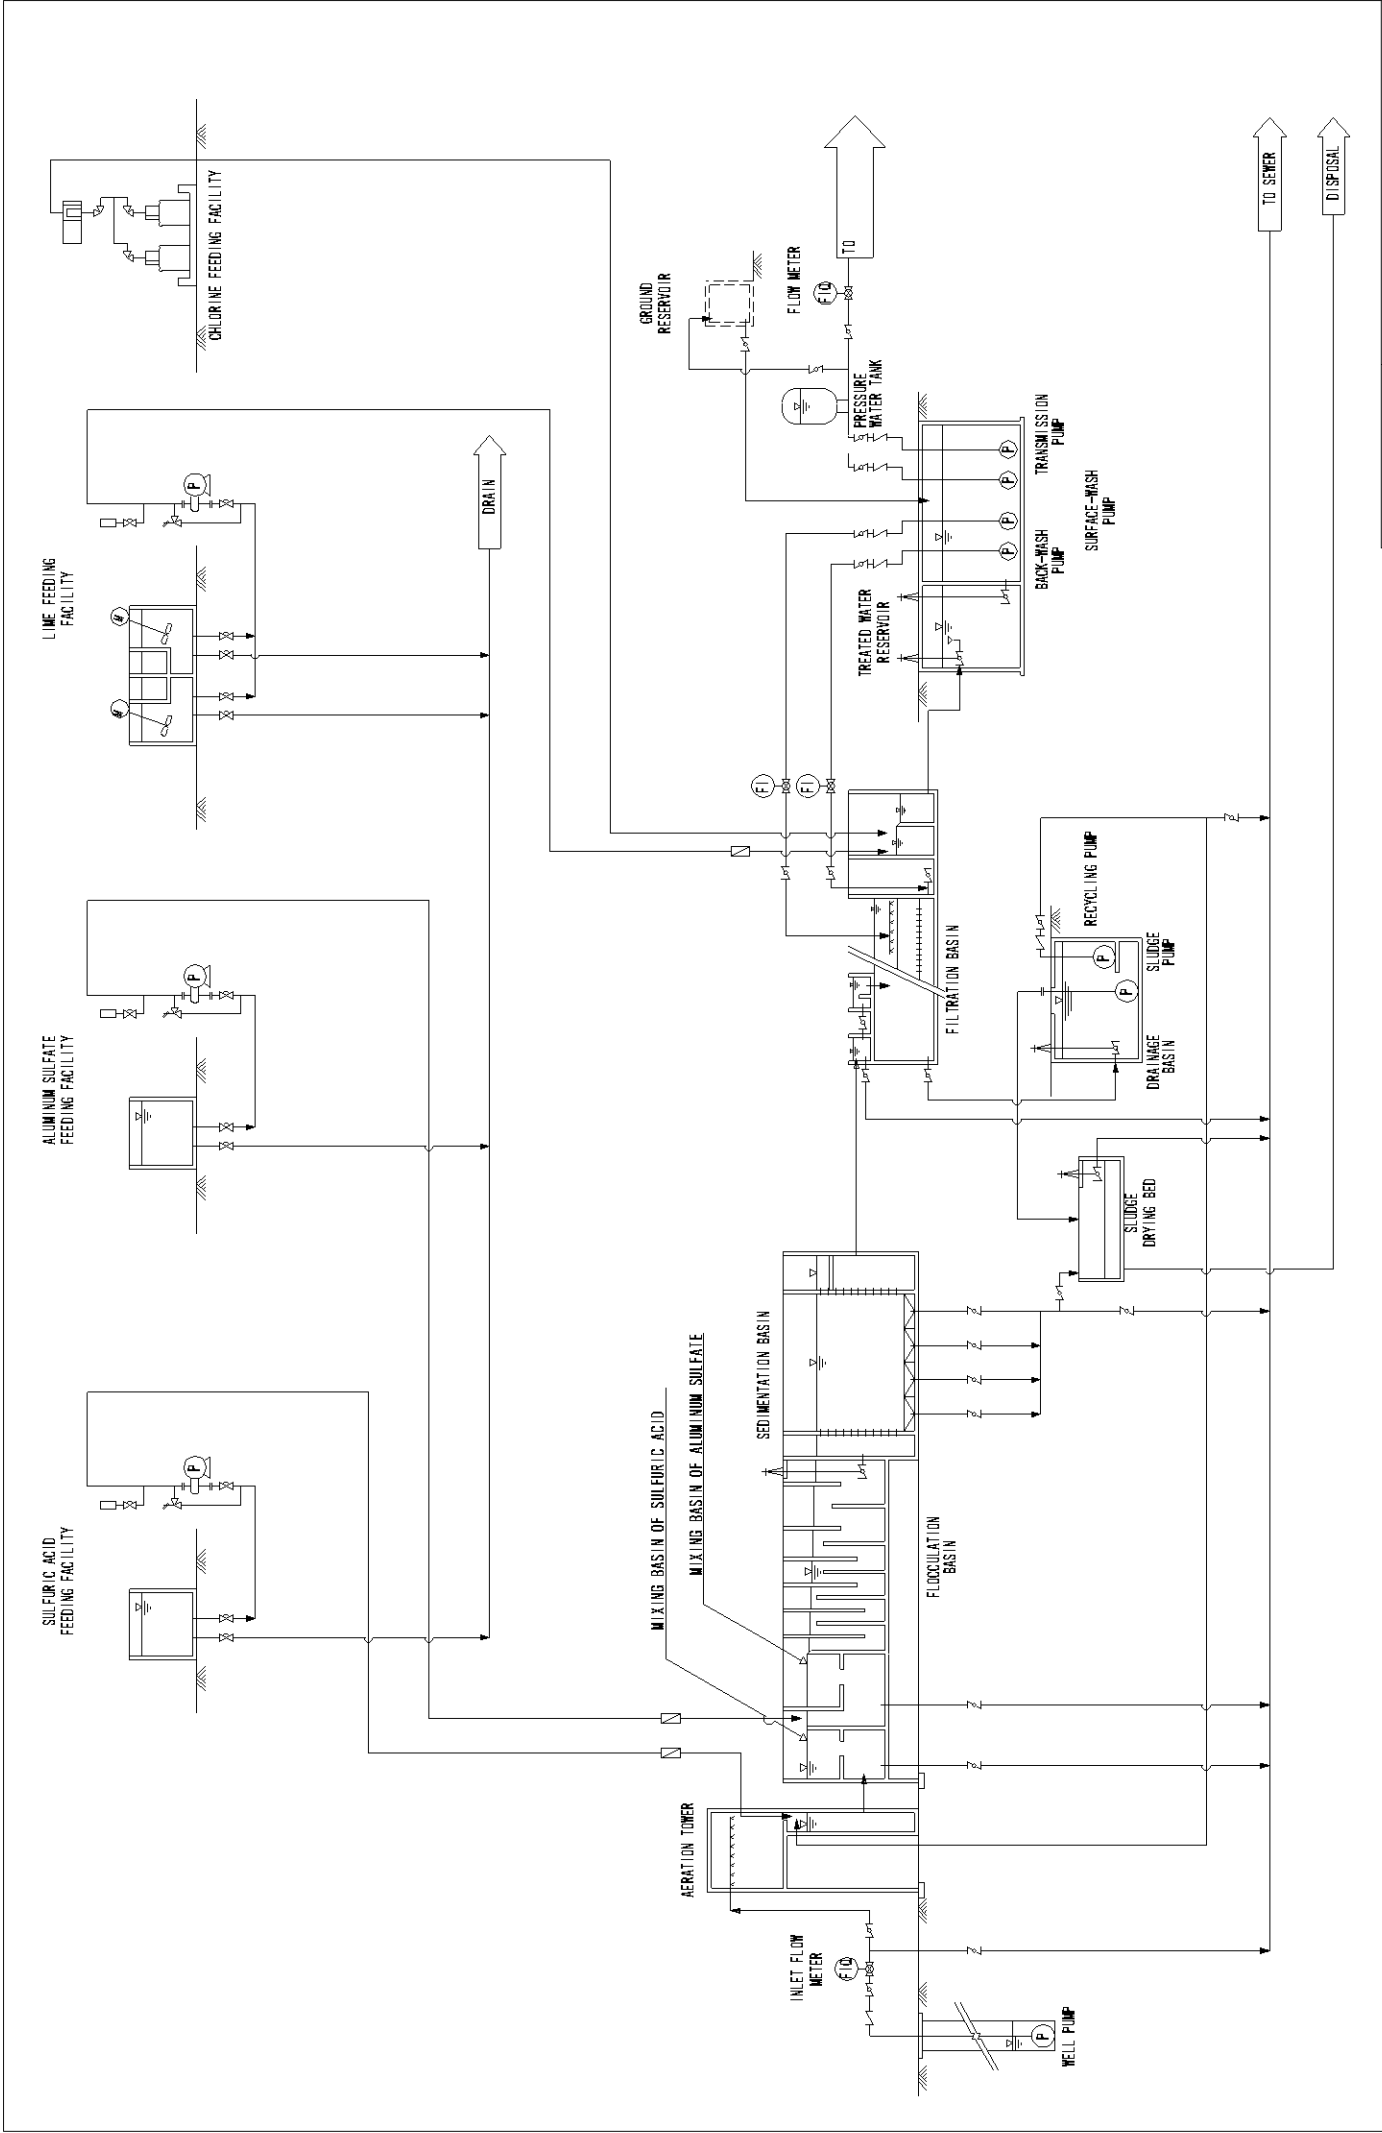 SULFURIC ACID
FEEDING FACILITY
ALUMINUM SULFATE
FEEDING FACILITY
LIME FEEDING
FACILITY
CHLORINE FEEDING FACILITY
P
P
P
M
M
DRAIN
MIXING BASIN OF SULFURIC ACID
MIXING BASIN OF ALUMINUM SULFATE
GROUND
RESERVOIR
AERATION TOWER
SEDIMENTATION BASIN
FI
FI
FLOW METER
FIQ
TO
PRESSURE
WATER TANK
INLET FLOW
METER
FIQ
TREATED WATER
RESERVOIR
FLOCCULATION
BASIN
FILTRATION BASIN
P
P
P
P
BACK-WASH
PUMP
TRANSMISSION
PUMP
SURFACE-WASH
PUMP
P
WELL PUMP
RECYCLING PUMP
P
P
SLUDGE
DRYING BED
DRAINAGE
BASIN
SLUDGE
PUMP
TO SEWER
DISPOSAL